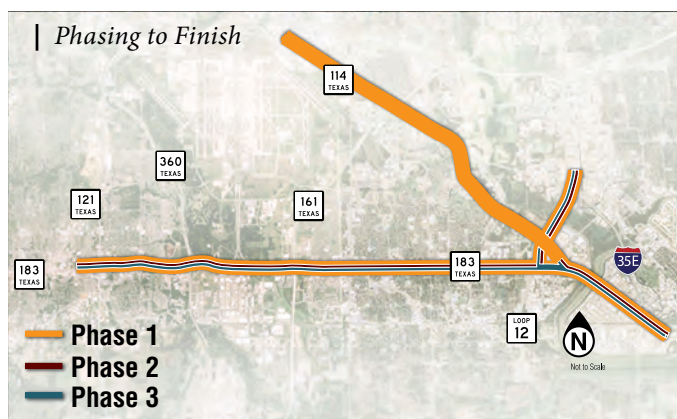 Phasing to Finish
114
TEXAS
360
TEXAS
121
TEXAS
161
TEXAS
183
TEXAS
183
TEXAS
35E
LOOP
12
N
Not to Scale
Phase 1
Phase 2
Phase 3